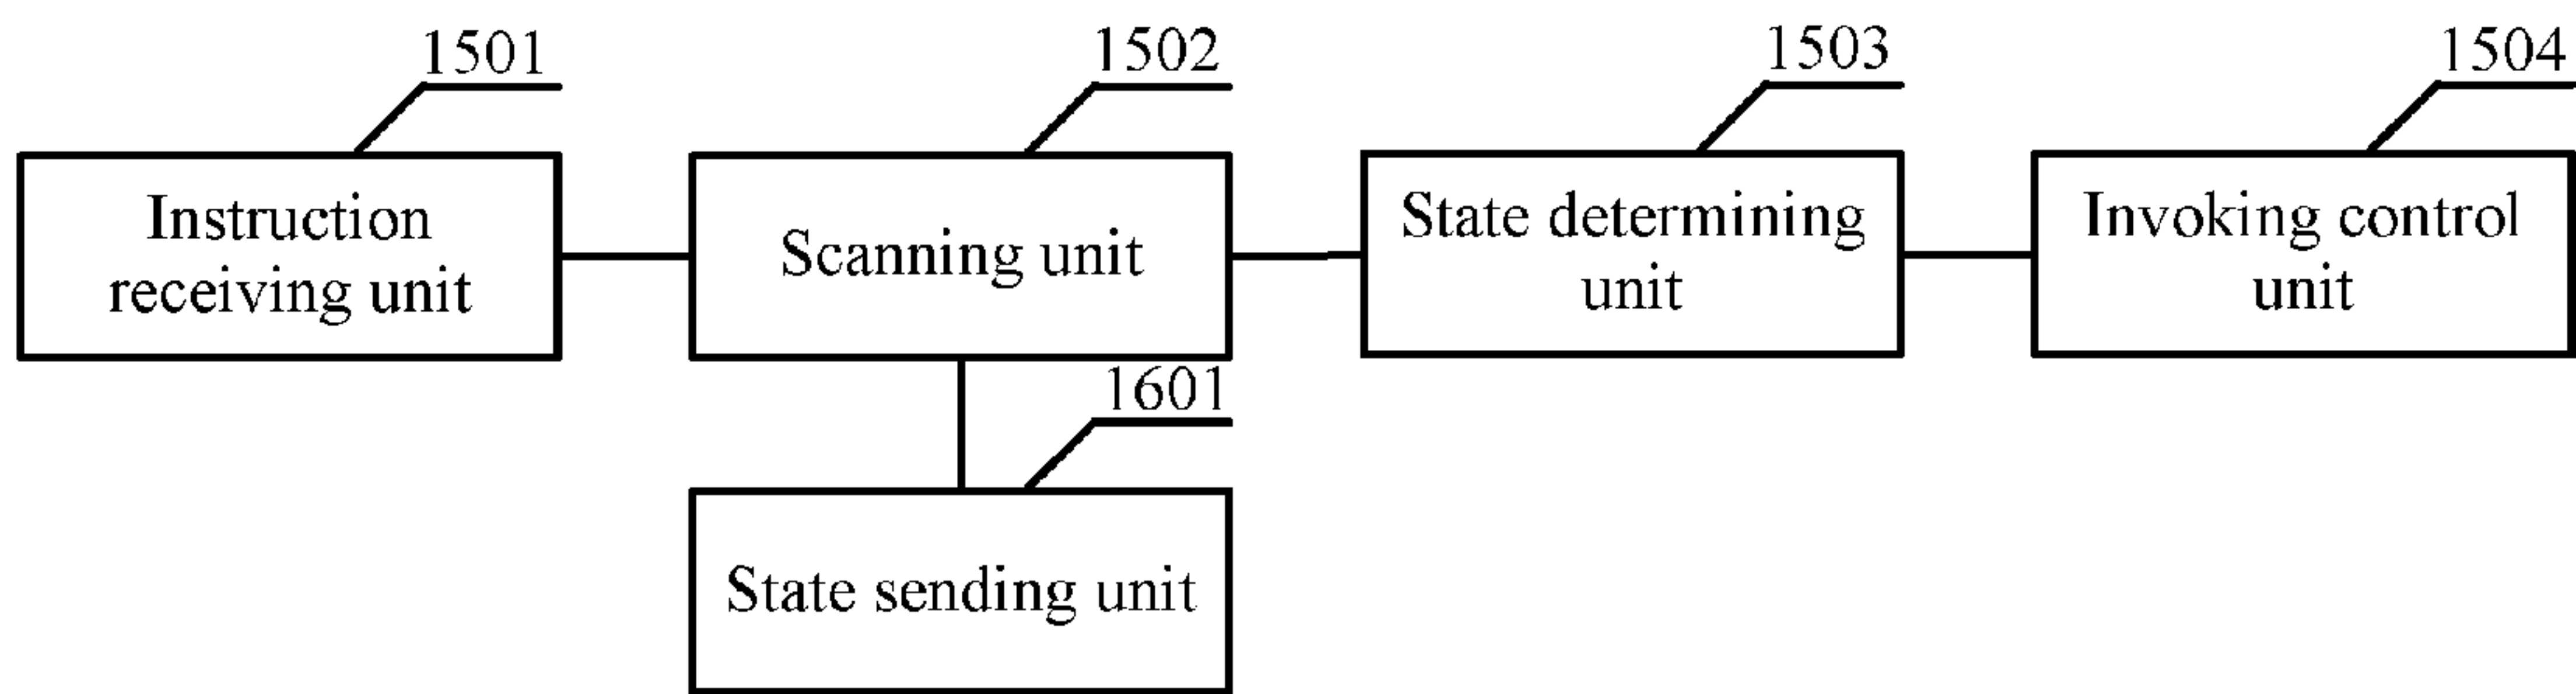 1501
1502
1503
1504
Instruction
receiving unit
Scanning unit
State determining
unit
Invoking control
unit
1601
State sending unit